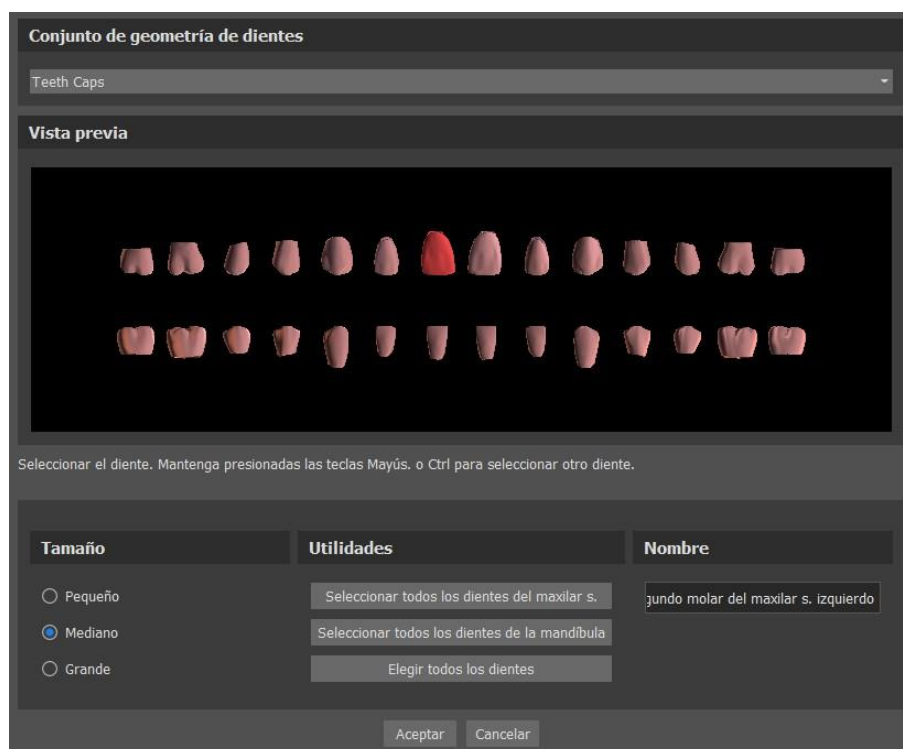 Conjunto de geometría de dientes
Teeth Caps
Vista previa
Seleccionar el diente. Mantenga presionadas las teclas Mayús. o Ctrl para seleccionar otro diente.
Tamaño
Utilidades
Nombre
Pequeño
Seleccionar todos los dientes del maxilar s.
gundo molar del maxilar s. izquierdo
Mediano
Seleccionar todos los dientes de la mandíbula
Grande
Elegir todos los dientes
Aceptar
Cancelar